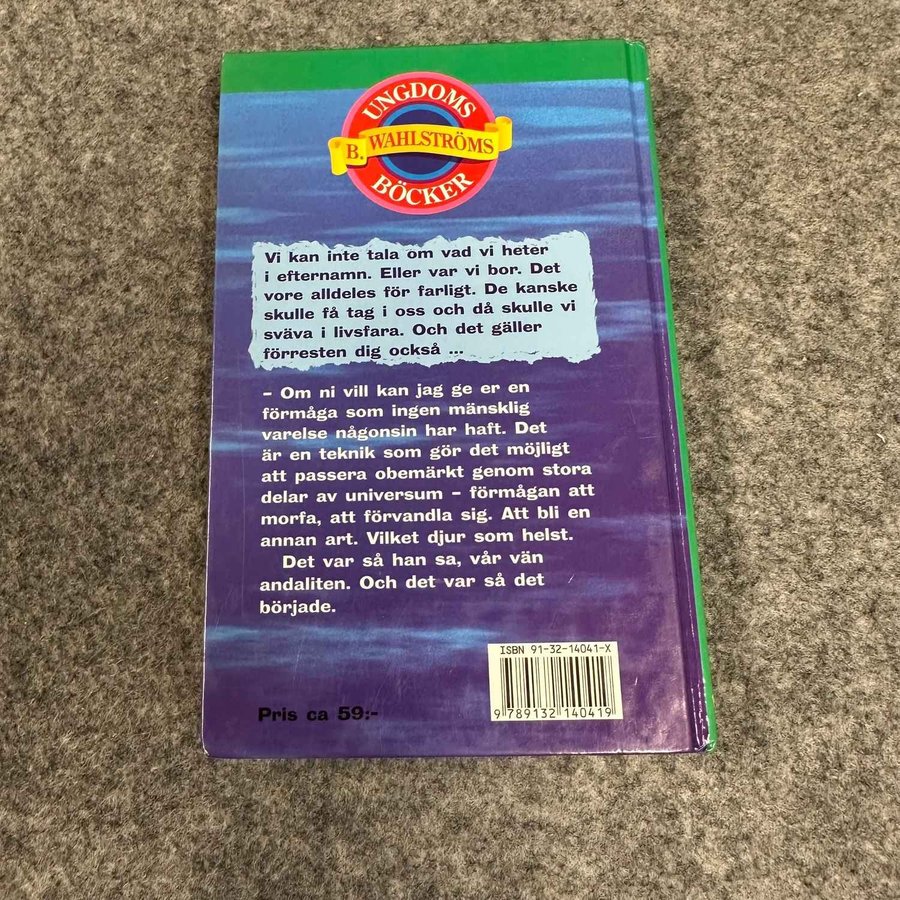 UNGDOMS
B. WAHLSTRÖMS
BÖCKER
Vi kan inte tala om vad vi heter
i efternamn. Eller var vi bor. Det
vore alldeles för farligt. De kanske
skulle få tag i oss och då skulle vi
sväva i livsfara. Och det gäller
förresten dig också ...
– Om ni vill kan jag ge er en
förmåga som ingen mänsklig
varelse någonsin har haft. Det
är en teknik som gör det möjligt
att passera obemärkt genom stora
delar av universum – förmågan att
morfa, att förvandla sig. Att bli en
annan art. Vilket djur som helst.
Det var så han sa, vår vän
andaliten. Och det var så det
började.
ISBN 91-32-14041-X
9 789132 140419
Pris ca 59:-